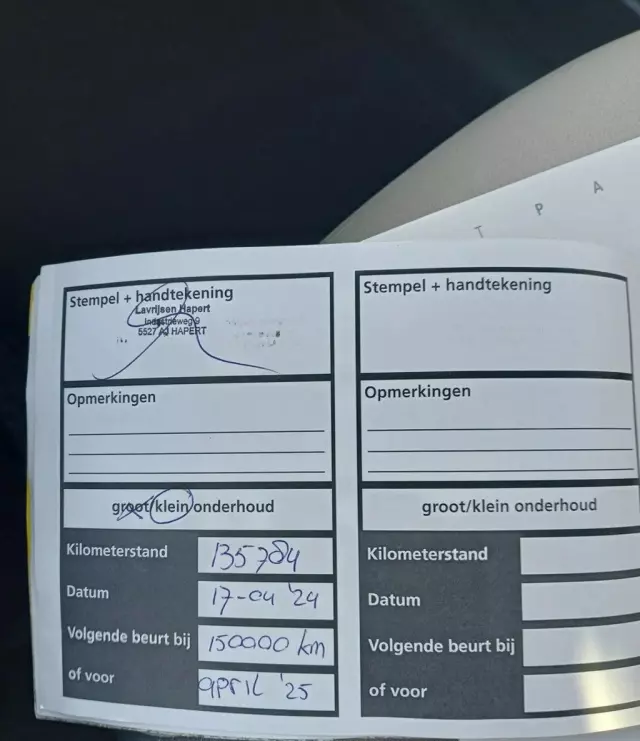 T P A
Stempel + handtekening
Lavrijsen Hapert
Industrieweg 9
5527 AJ HAPERT
Opmerkingen
groot/klein onderhoud
Kilometerstand 135784
Datum 17-04 '24
Volgende beurt bij 150000 km
of voor april '25
Stempel + handtekening
Opmerkingen
groot/klein onderhoud
Kilometerstand
Datum
Volgende beurt bij
of voor